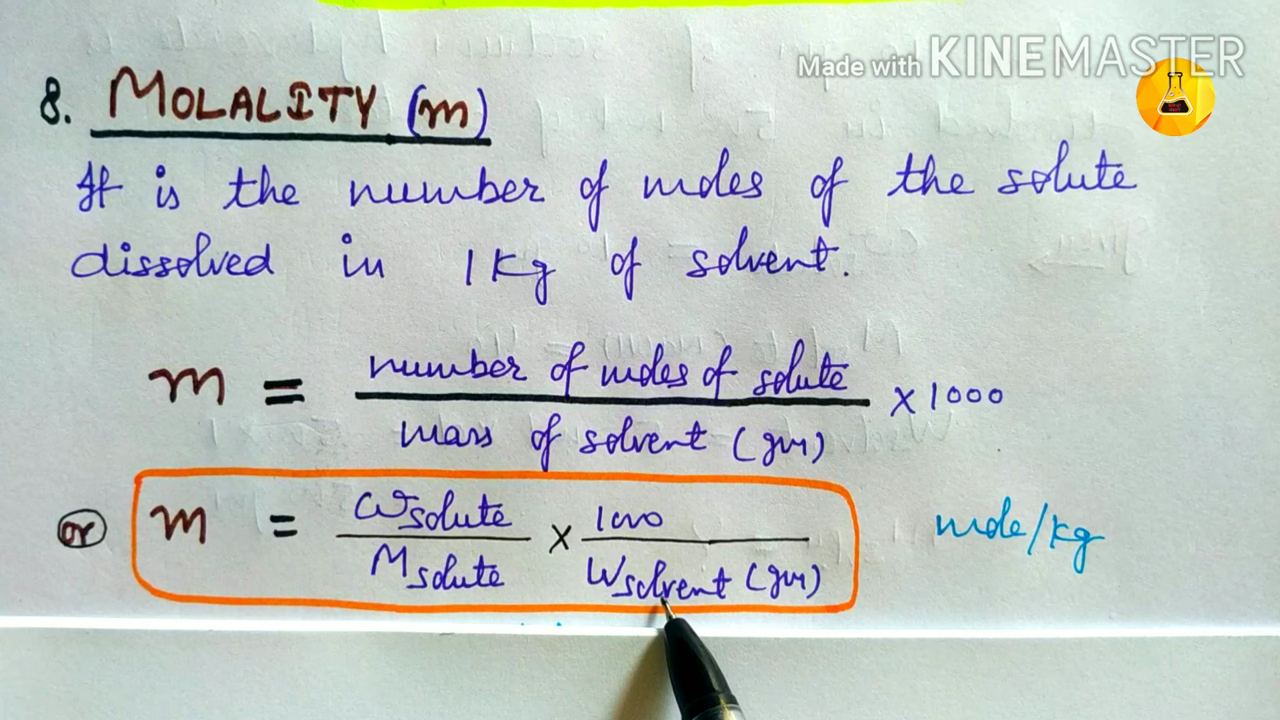 Made with KINEMASTER
8. MOLALITY (m)
It is the number of moles of the solute
dissolved in 1 Kg of solvent.
m = number of moles of solute / mass of solvent (gm) × 1000
or m = Wsolute / Msolute × 1000 / Wsolvent (gm) mole/Kg